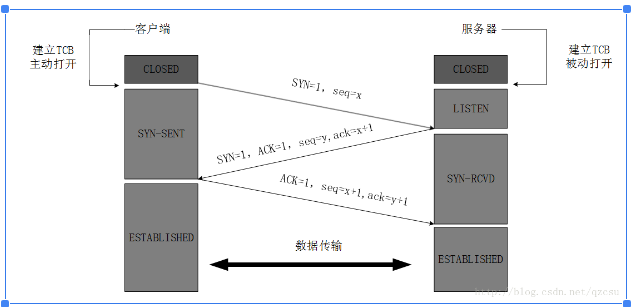 客户端
服务器
建立TCB
主动打开
建立TCB
被动打开
CLOSED
CLOSED
SYN=1, seq=x
LISTEN
SYN-SENT
SYN=1, ACK=1, seq=y,ack=x+1
SYN-RCVD
ACK=1, seq=x+1,ack=y+1
ESTABLISHED
数据传输
ESTABLISHED
http://blog.csdn.net/qzcsu